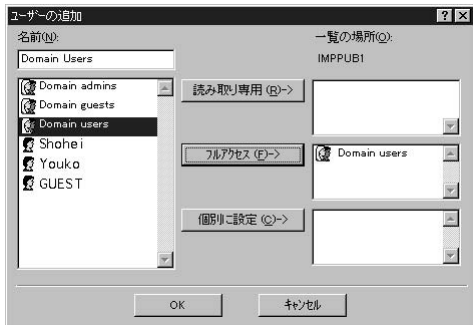 ユーザーの追加
名前(N):
一覧の場所(O):
Domain Users
IMPPUB1
Domain admins
Domain guests
Domain users
Shohei
Youko
GUEST
読み取り専用 (R)->
フルアクセス (F)->
Domain users
個別に設定 (C)->
OK
キャンセル